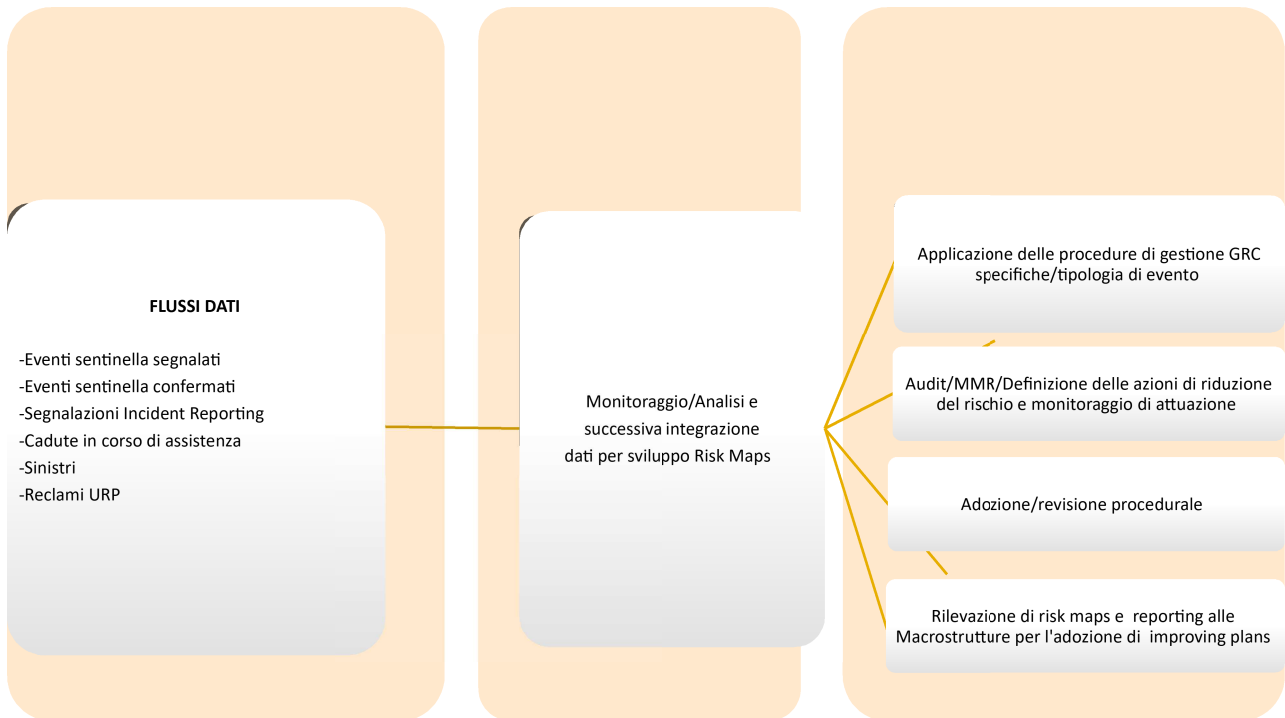 FLUSSI DATI
-Eventi sentinella segnalati
-Eventi sentinella confermati
-Segnalazioni Incident Reporting
-Cadute in corso di assistenza
-Sinistri
-Reclami URP
Monitoraggio/Analisi e
successiva integrazione
dati per sviluppo Risk Maps
Applicazione delle procedure di gestione GRC
specifiche/tipologia di evento
Audit/MMR/Definizione delle azioni di riduzione
del rischio e monitoraggio di attuazione
Adozione/revisione procedurale
Rilevazione di risk maps e reporting alle
Macrostrutture per l'adozione di improving plans